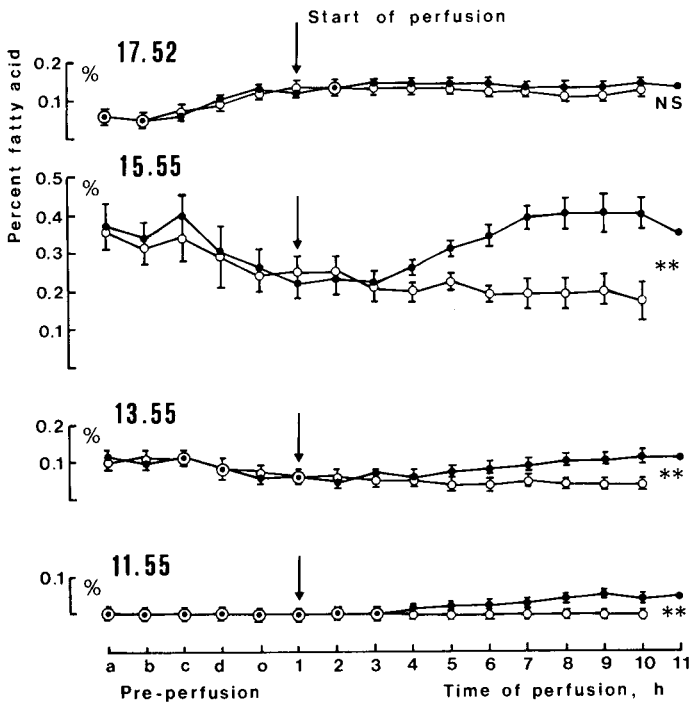 Start of perfusion
Percent fatty acid
0.2 % 17.52
0.1
NS
15.55
0.5 %
0.4
0.3
**
0.2
0.1
13.55
0.2 %
0.1
**
11.55
0.1 %
**
a b c d o 1 2 3 4 5 6 7 8 9 10 11
Pre-perfusion Time of perfusion, h